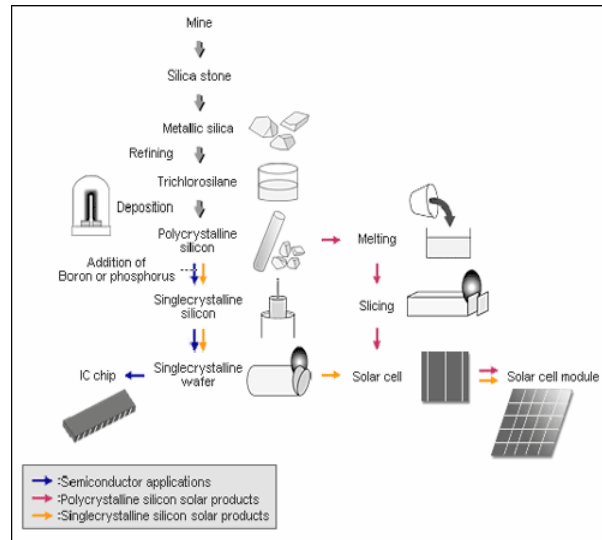 Mine
Silica stone
Metallic silica
Refining
Trichlorosilane
Deposition
Polycrystalline
silicon
Melting
Addition of
Boron or phosphorus
Singlecrystalline
silicon
Slicing
IC chip
Singlecrystalline
wafer
Solar cell
Solar cell module
:Semiconductor applications
:Polycrystalline silicon solar products
:Singlecrystalline silicon solar products